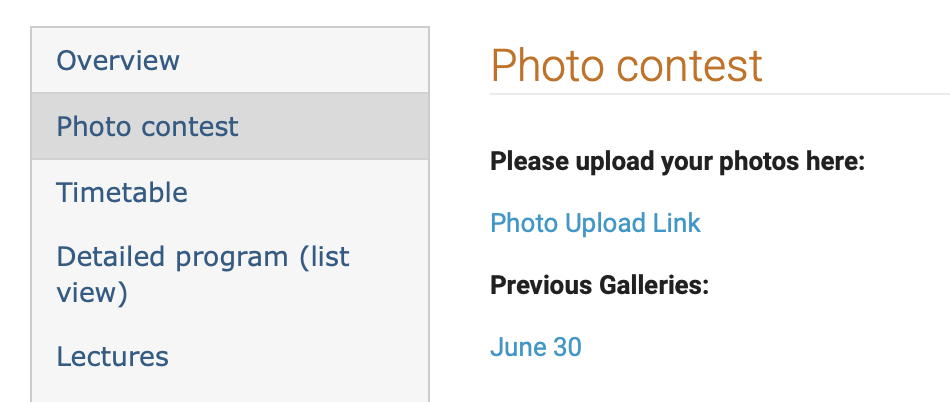 Overview
Photo contest
Timetable
Detailed program (list
view)
Lectures
Photo contest
Please upload your photos here:
Photo Upload Link
Previous Galleries:
June 30